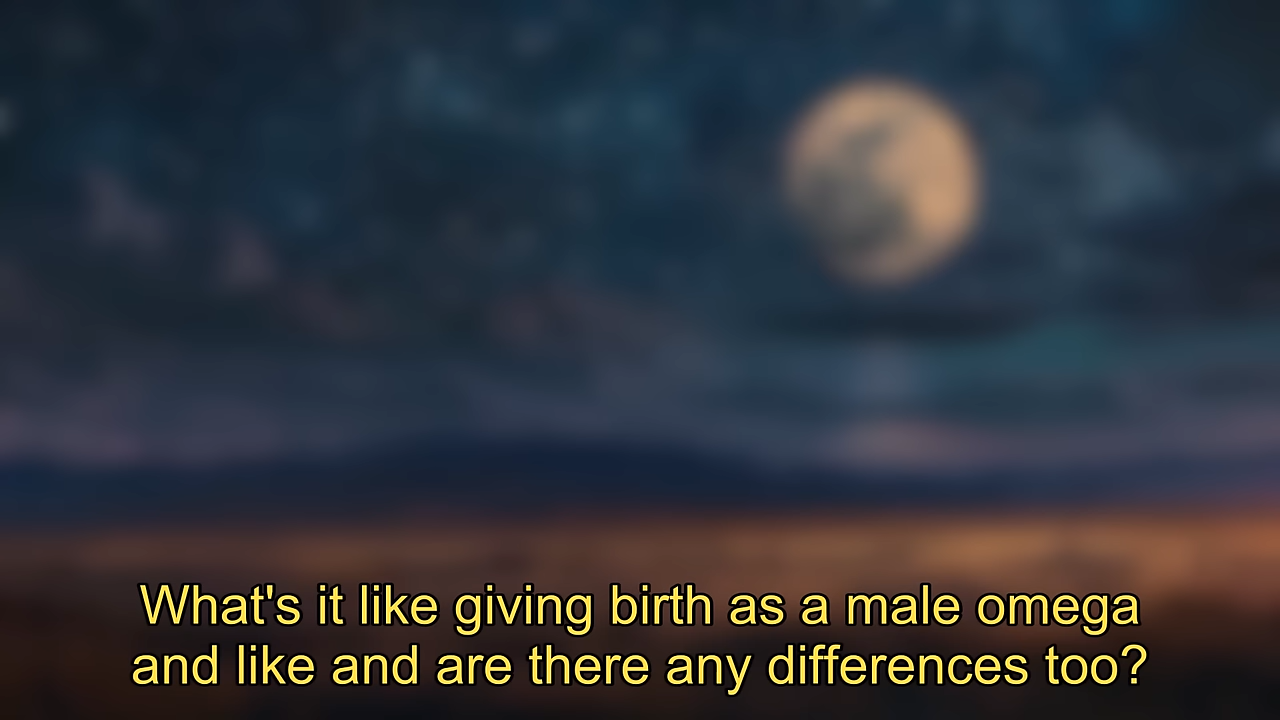 What's it like giving birth as a male omega
and like and are there any differences too?